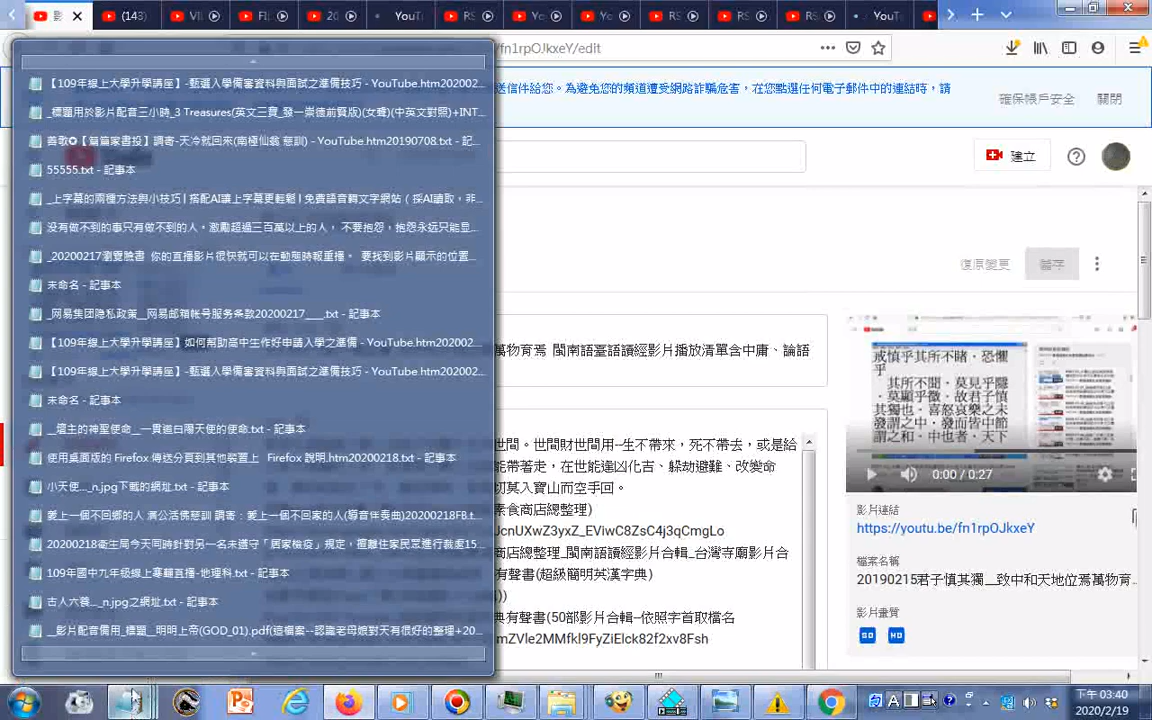 (143)
YouT
YouT
fn1rpOJkxeY/edit
送信件給您。為避免您的頻道遭受網路詐騙危害，在您點選任何電子郵件中的連結時，請
確保帳戶安全
關閉
建立
復原變更
儲存
【109年線上大學升學講座】-甄選入學備審資料與面試之準備技巧 - YouTube.htm202002...
_標題用於影片配音三小時_3 Treasures(英文三寶_發一崇德前賢版)(女聲)(中英文對照)+INT...
善歌✪【篇篇家書投】調寄-天冷就回來(南極仙翁 慈訓) - YouTube.htm20190708.txt - 記...
55555.txt - 記事本
_上字幕的兩種方法與小技巧 | 搭配AI讓上字幕更輕鬆 | 免費語音轉文字網站（採AI讀取，非...
没有做不到的事只有做不到的人。激勵超過三百萬以上的人， 不要抱怨，抱怨永远只能显...
_20200217瀏覽臉書 你的直播影片很快就可以在動態時報重播。 要找到影片顯示的位置...
未命名 - 記事本
_网易集团隐私政策__网易邮箱帐号服务条款20200217___.txt - 記事本
【109年線上大學升學講座】如何幫助高中生作好申請入學之準備 - YouTube.htm202002...
【109年線上大學升學講座】-甄選入學備審資料與面試之準備技巧 - YouTube.htm202002...
未命名 - 記事本
__壇主的神聖使命__一貫道白陽天使的使命.txt - 記事本
使用桌面版的 Firefox 傳送分頁到其他裝置上 Firefox 說明.htm20200218.txt - 記事本
小天使..._n.jpg下載的網址.txt - 記事本
愛上一個不回鄉的人 濟公活佛慈訓 調寄：愛上一個不回家的人(導音伴奏曲)20200218F8.t...
20200218衛生局今天同時針對另一名未遵守「居家檢疫」規定，擅離住家民眾進行裁處15...
109年國中九年級線上寒輔直播-地理科.txt - 記事本
古人六養..._n.jpg之網址.txt - 記事本
__影片配音備用_標題__明明上帝(GOD_01).pdf(這檔案--認識老母娘對天有很好的整理+20...
萬物育焉 閩南語臺語讀經影片播放清單含中庸、論語
世間。世間財世間用-生不帶來，死不帶去，或是給
能帶著走，在世能逢凶化吉、躲劫避難、改變命
切莫入寶山而空手回。
素食商店總整理)
JcnUXwZ3yxZ_EViwC8ZsC4j3qCmgLo
商店總整理_閩南語讀經影片合輯_台灣寺廟影片合
有聲書(超級簡明英漢字典)
))
典有聲書(50部影片合輯-依照字首取檔名
mZVle2MMfkl9FyZiElck82f2xv8Fsh
戒慎乎其所不睹，恐懼
乎
其所不聞。莫見乎隱
，莫顯乎微。故君子慎
其獨也。喜怒哀樂之未
發謂之中，發而皆中節
謂之和。中也者，天下
0:00 / 0:27
影片連結
https://youtu.be/fn1rpOJkxeY
檔案名稱
20190215君子慎其獨__致中和天地位焉萬物育...
影片畫質
SD HD
下午 03:40
2020/2/19